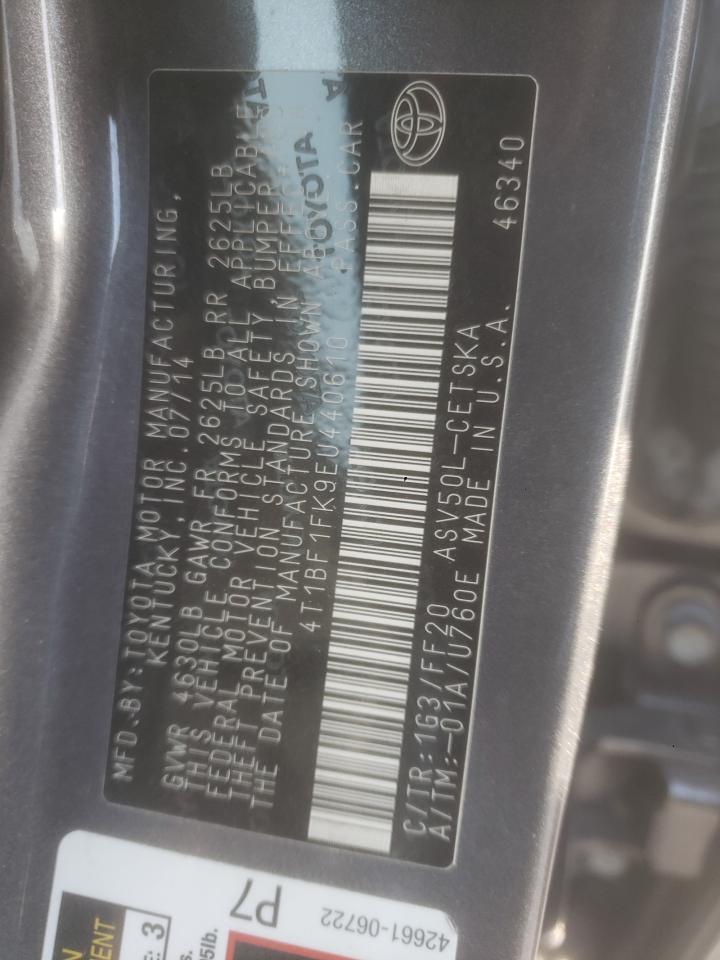 MFD.BY:TOYOTA MOTOR MANUFACTURING,
KENTUCKY,INC.07/14
GVWR 4630LB GAWR FR 2625LB RR 2625LB
THIS VEHICLE CONFORMS TO ALL APPLICABLE
FEDERAL MOTOR VEHICLE SAFETY, BUMPER,
THEFT PREVENTION STANDARDS IN EFFECT
THE DATE OF MANUFACTURE SHOWN ABOVE.
4T1BF1FK9EU440610 PASS.CAR
C/TR:1G3/FF20 ASV50L-CETSKA
A/TM:-01A/U760E MADE IN U.S.A. 46340
TOYOTA
P7
42661-06722
3